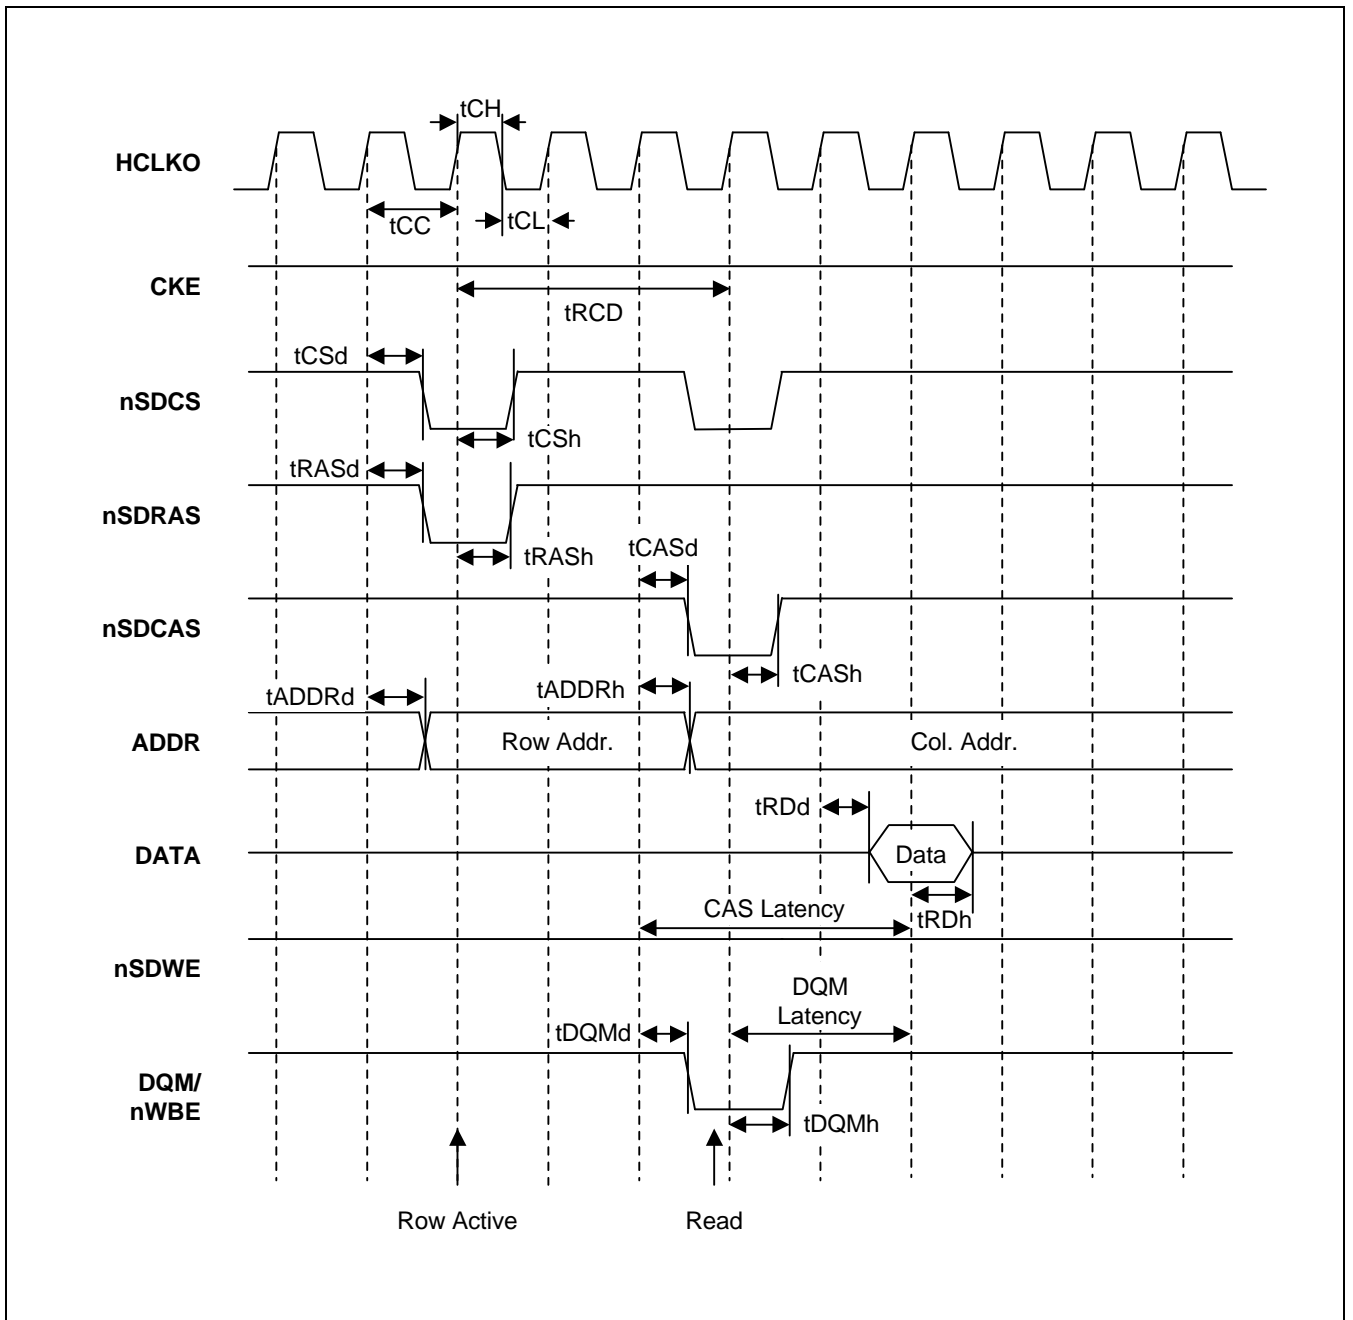 tCH
HCLKO
tCC
tCL
CKE
tRCD
tCSd
nSDCS
tCSh
tRASd
nSDRAS
tRASh
tCASd
nSDCAS
tCASh
tADDRd
tADDRh
ADDR
Row Addr.
Col. Addr.
tRDd
DATA
Data
CAS Latency
tRDh
nSDWE
DQM
Latency
tDQMd
DQM/
nWBE
tDQMh
Row Active
Read